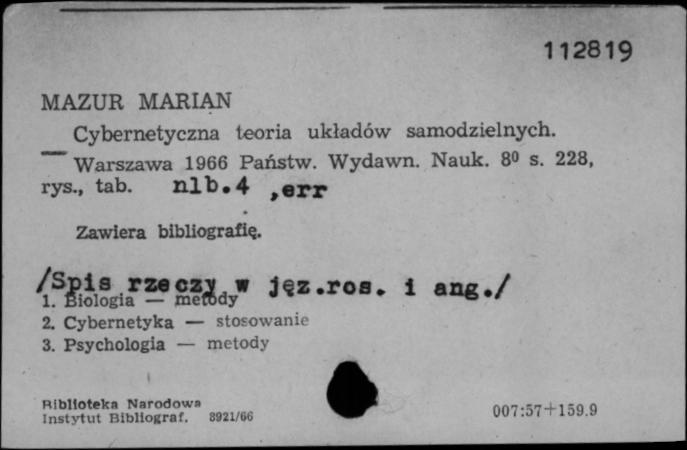 112819
MAZUR MARIAN
Cybernetyczna teoria układów samodzielnych.
Warszawa 1966 Państw. Wydawn. Nauk. 8⁰ s. 228,
rys., tab. nlb.4 ,err
Zawiera bibliografię.
/Spis rzeczy w jęz.ros. i ang./
1. Biologia — metody
2. Cybernetyka — stosowanie
3. Psychologia — metody
Biblioteka Narodowa
Instytut Bibliograf. 3921/66
007:57+159.9